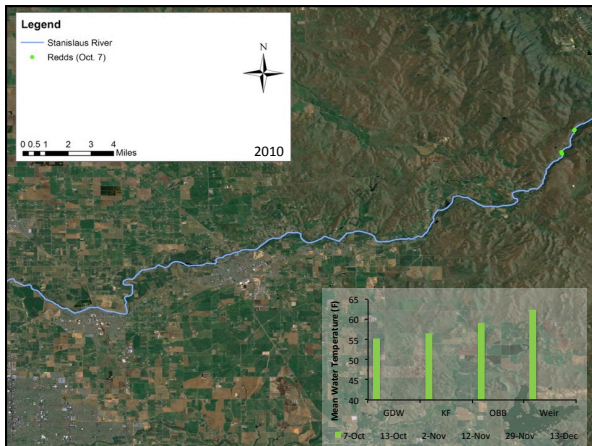 Legend
Stanislaus River
Redds (Oct. 7)
N
0 0.5 1 2 3 4
Miles
2010
Mean Water Temperature (F)
65
60
55
50
45
40
GDW KF OBB Weir
7-Oct 13-Oct 2-Nov 12-Nov 29-Nov 13-Dec